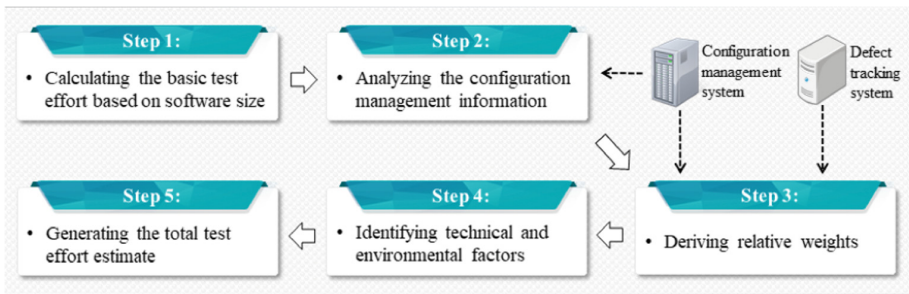 Step 1:
• Calculating the basic test
effort based on software size
Step 2:
• Analyzing the configuration
management information
Configuration
management
system
Defect
tracking
system
Step 3:
• Deriving relative weights
Step 4:
• Identifying technical and
environmental factors
Step 5:
• Generating the total test
effort estimate